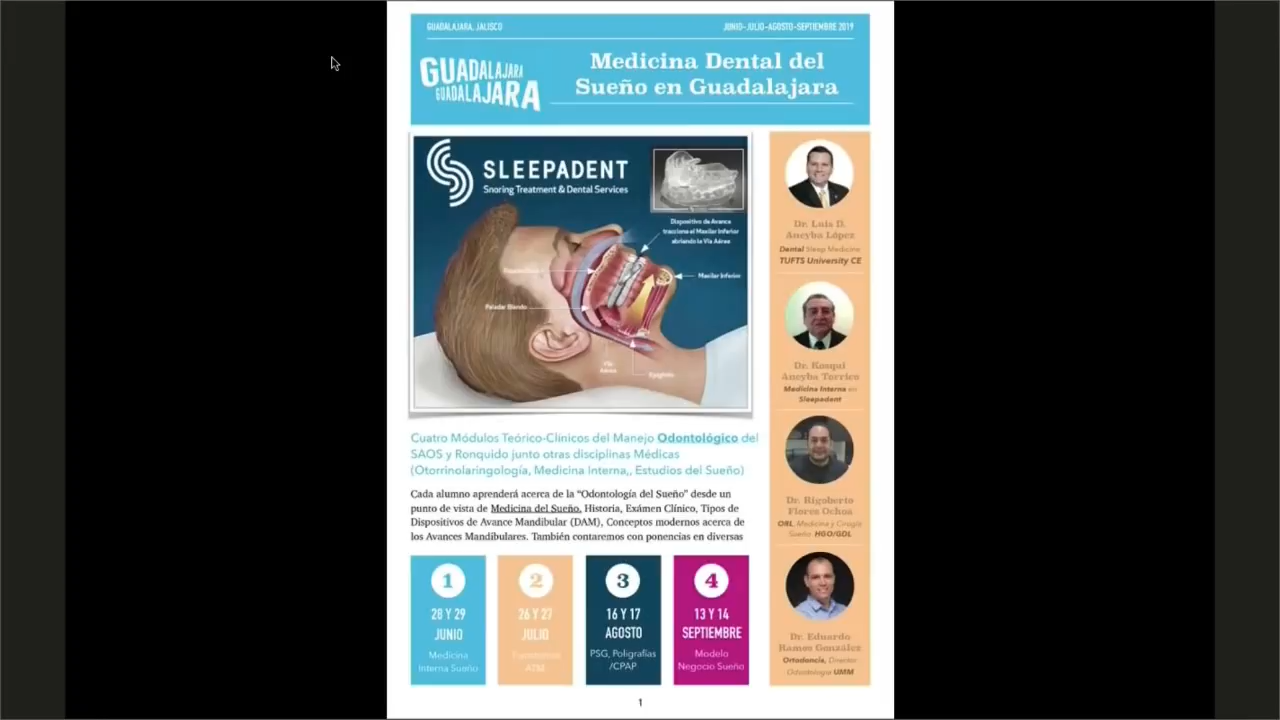 GUADALAJARA, JALISCO
JUNIO-JULIO-AGOSTO-SEPTIEMBRE 2019
GUADALAJARA
GUADALAJARA
Medicina Dental del
Sueño en Guadalajara
SLEEPADENT
Snoring Treatment & Dental Services
Dispositivo de Avance
tracciona el Maxilar Inferior
abriendo la Vía Aérea
Maxilar Inferior
Paladar Blando
Vía
Aérea
Epiglotis
Dr. Luis D.
Aneyba López
Dental Sleep Medicine
TUFTS University CE
Dr. Kosqui
Aneyba Torrico
Medicina Interna en
Sleepadent
Dr. Rigoberto
Flores Ochoa
ORL, Medicina y Cirugía
Sueño HGO/GDL
Dr. Eduardo
Ramos González
Ortodoncia, Director
Odontología UMM
Cuatro Módulos Teórico-Clínicos del Manejo Odontológico del
SAOS y Ronquido junto otras disciplinas Médicas
(Otorrinolaringología, Medicina Interna,, Estudios del Sueño)
Cada alumno aprenderá acerca de la “Odontología del Sueño” desde un
punto de vista de Medicina del Sueño, Historia, Exámen Clínico, Tipos de
Dispositivos de Avance Mandibular (DAM), Conceptos modernos acerca de
los Avances Mandibulares. También contaremos con ponencias en diversas
1
28 Y 29
JUNIO
Medicina
Interna Sueño
2
26 Y 27
JULIO
ATM
3
16 Y 17
AGOSTO
PSG, Poligrafías
/CPAP
4
13 Y 14
SEPTIEMBRE
Modelo
Negocio Sueño
1